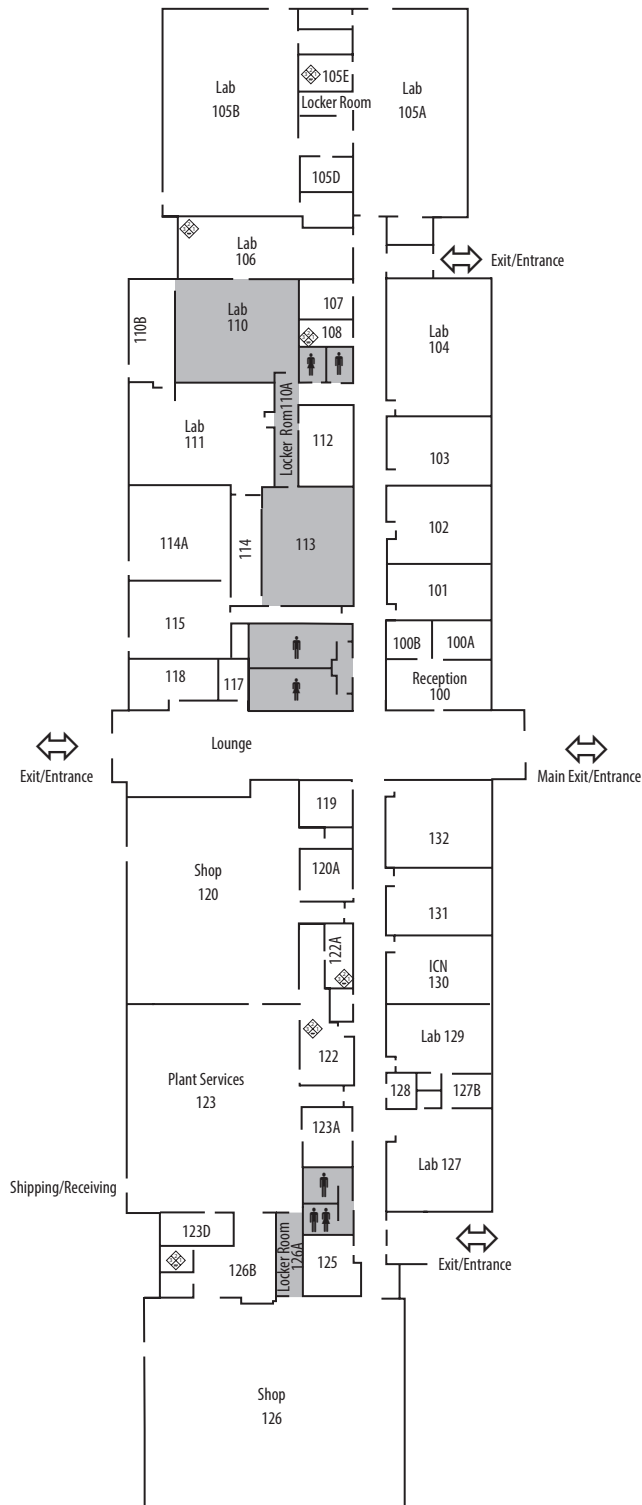 105E
Lab
105B
Locker Room
Lab
105A
105D
Lab
106
Exit/Entrance
110B
Lab
110
107
108
Lab
104
Locker Rom110A
Lab
111
112
103
114A
114
113
102
101
115
100B
100A
118
117
Reception
100
Lounge
Exit/Entrance
Main Exit/Entrance
119
132
Shop
120
120A
131
122A
ICN
130
122
Lab 129
Plant Services
123
128
127B
123A
Lab 127
Shipping/Receiving
123D
Locker Room
126A
126B
125
Exit/Entrance
Shop
126